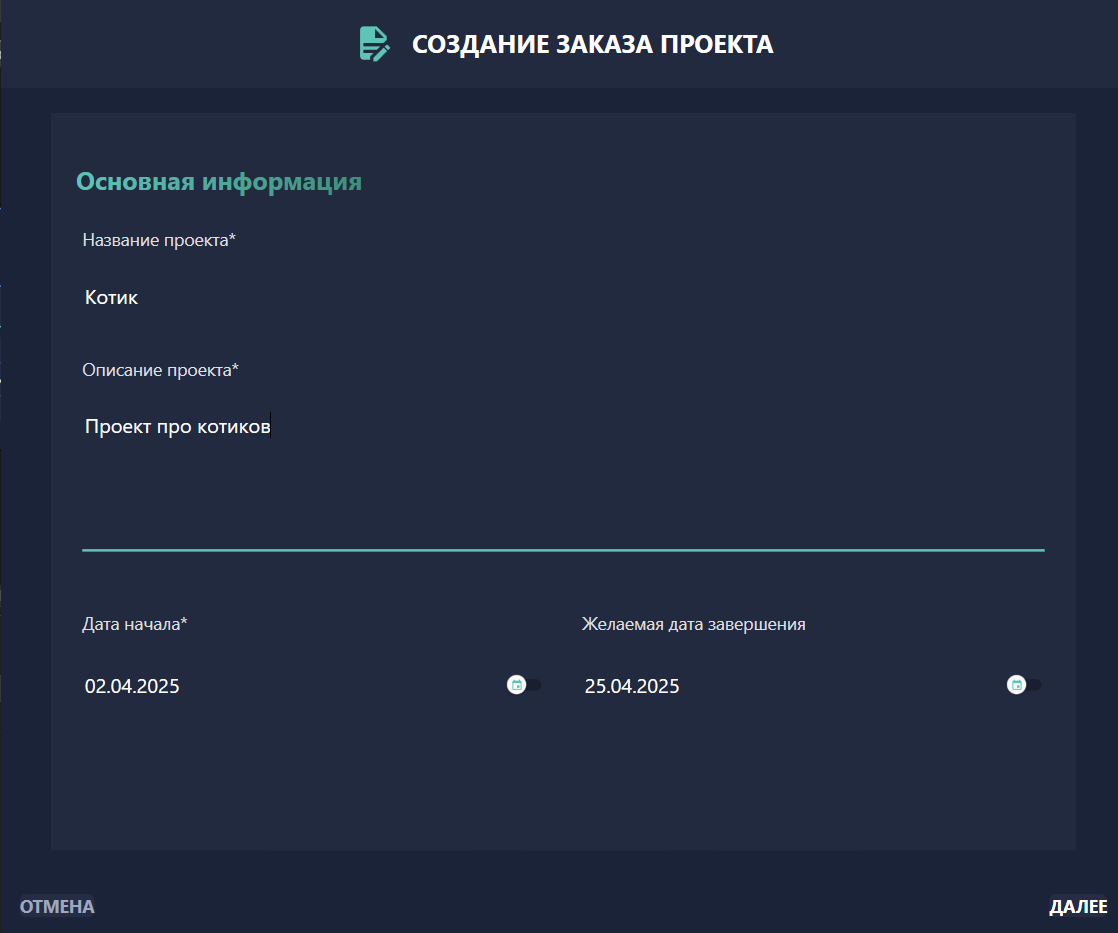 СОЗДАНИЕ ЗАКАЗА ПРОЕКТА
Основная информация
Название проекта*
Котик
Описание проекта*
Проект про котиков
Дата начала*
Желаемая дата завершения
02.04.2025
25.04.2025
ОТМЕНА
ДАЛЕЕ